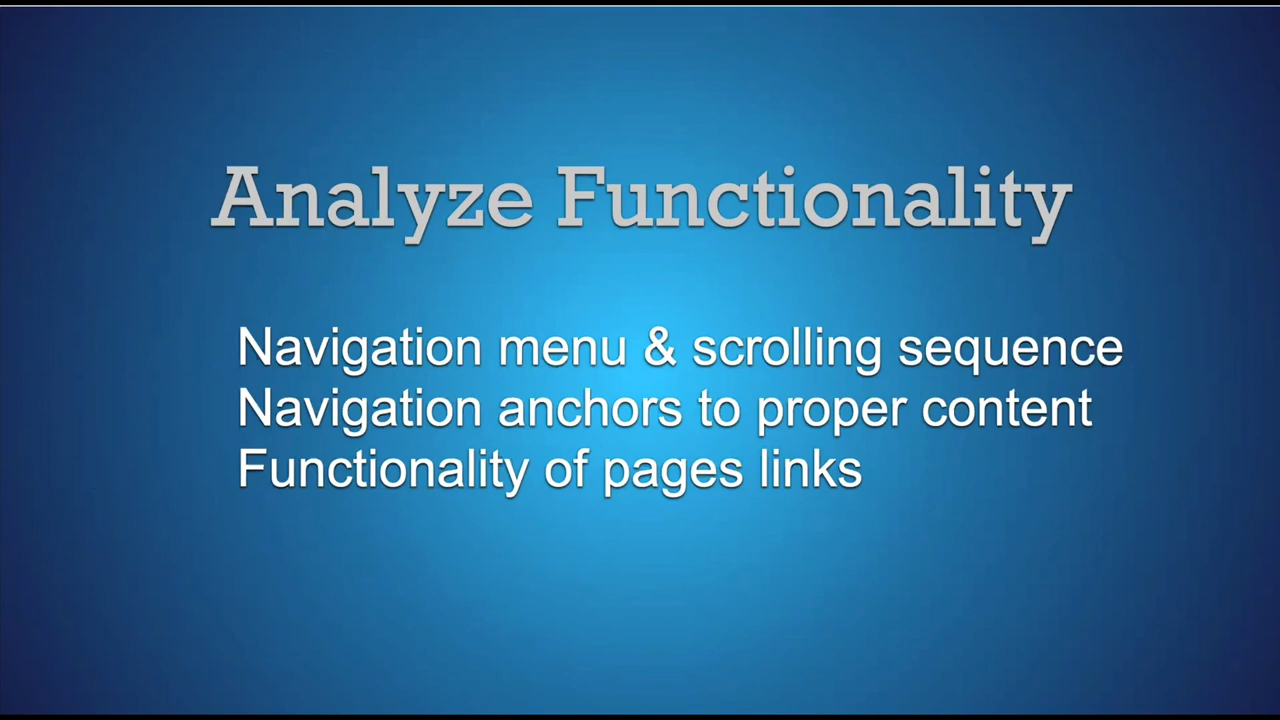 Analyze Functionality
Navigation menu & scrolling sequence
Navigation anchors to proper content
Functionality of pages links